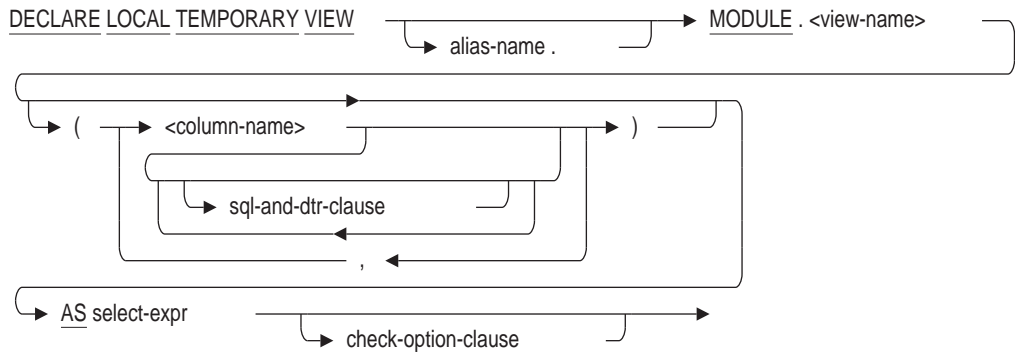 DECLARE LOCAL TEMPORARY VIEW MODULE . <view-name>
alias-name .
( <column-name> )
sql-and-dtr-clause
,
AS select-expr
check-option-clause